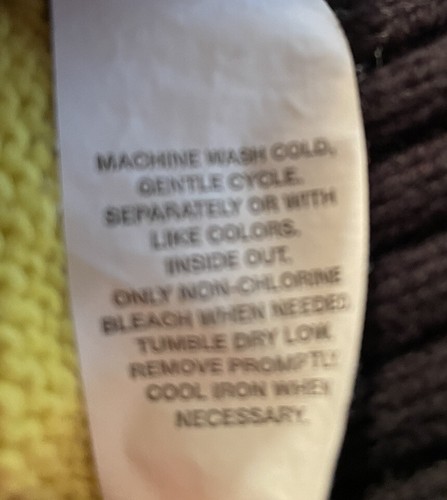 MACHINE WASH COLD,
GENTLE CYCLE.
SEPARATELY OR WITH
LIKE COLORS.
INSIDE OUT.
ONLY NON-CHLORINE
BLEACH WHEN NEEDED
TUMBLE DRY LOW
REMOVE PROMPTLY
COOL IRON WHEN
NECESSARY.